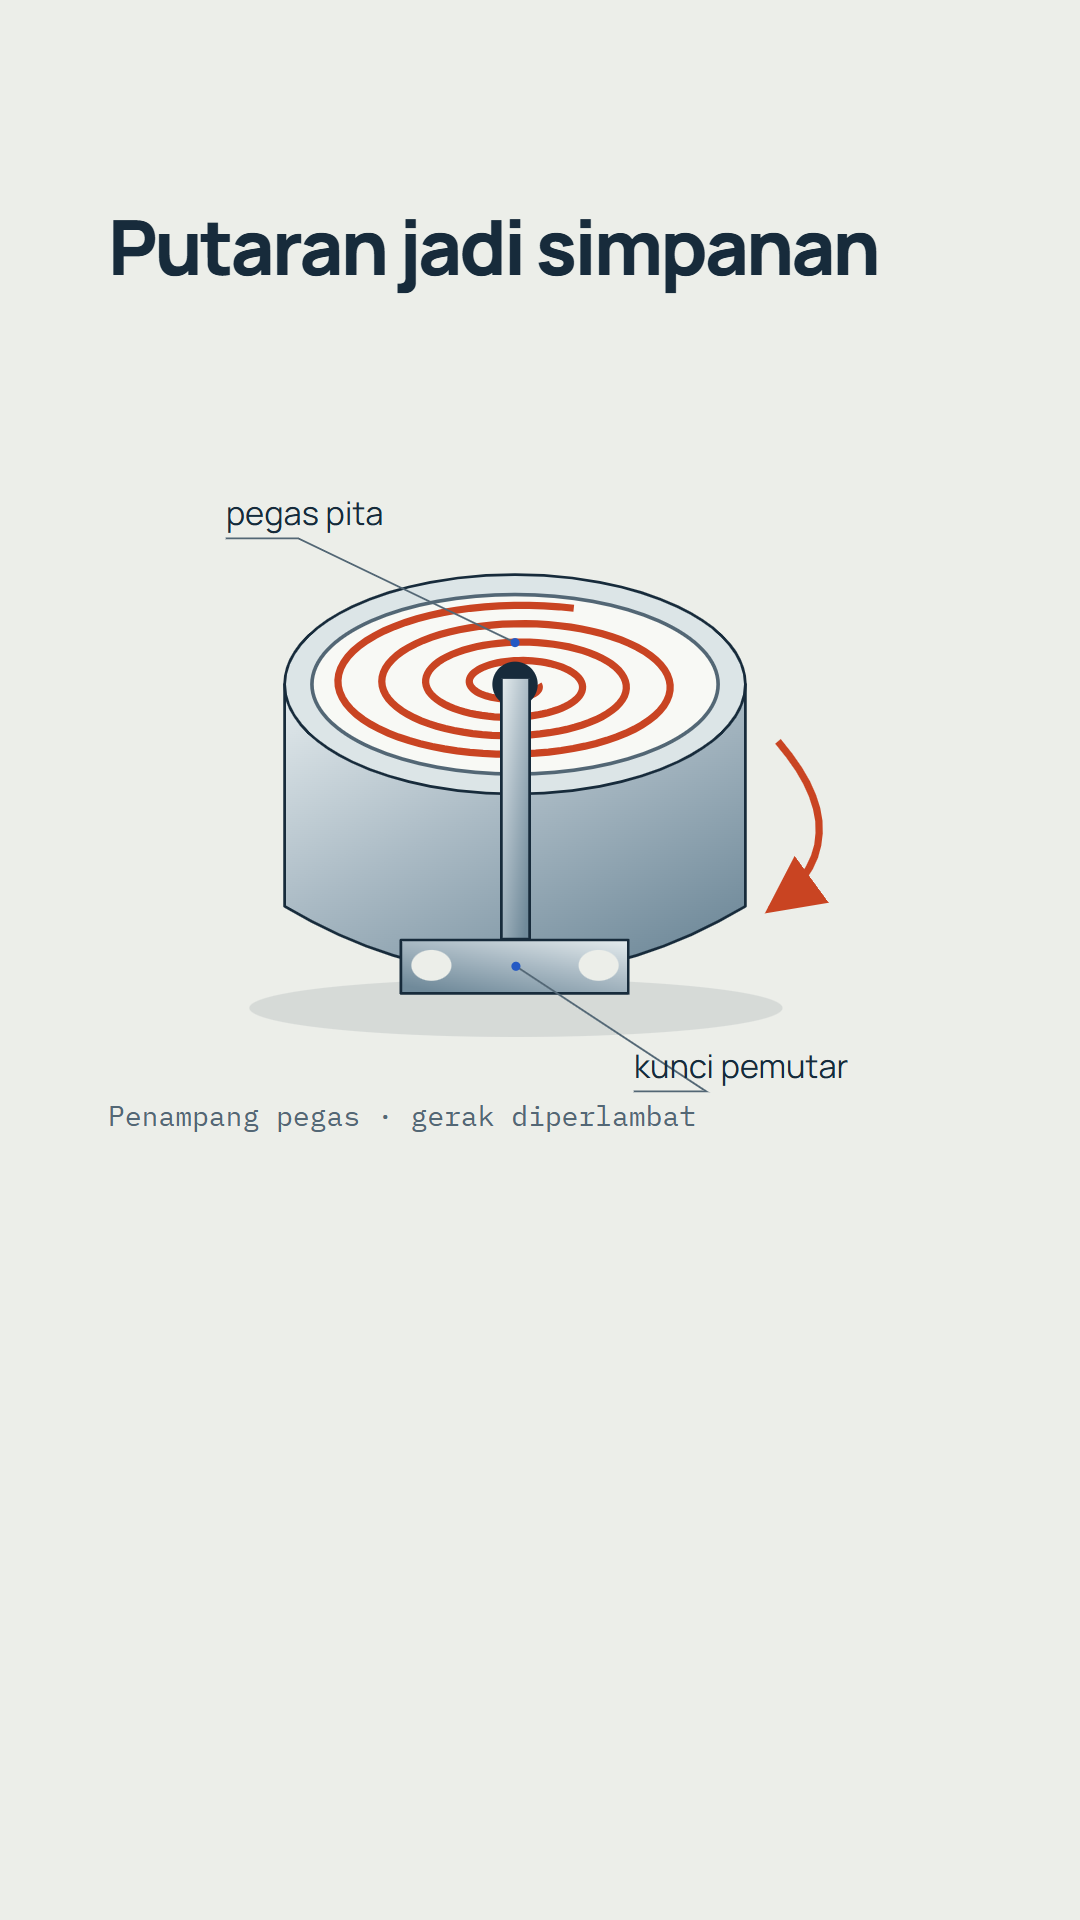 Putaran jadi simpanan
pegas pita
kunci pemutar
Penampang pegas · gerak diperlambat